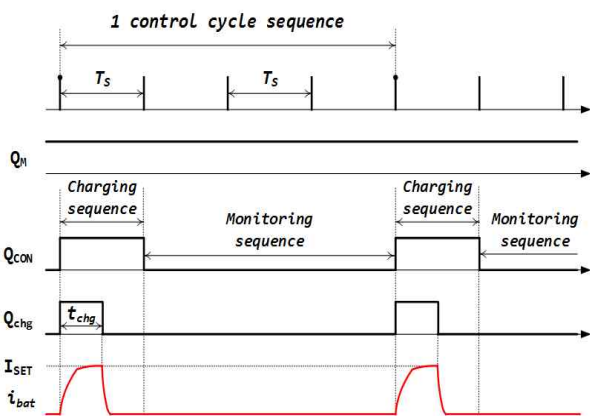 1 control cycle sequence
Ts Ts
QM
Charging sequence Charging sequence
Monitoring sequence Monitoring sequence
QCON
Qchg tchg
ISET
ibat